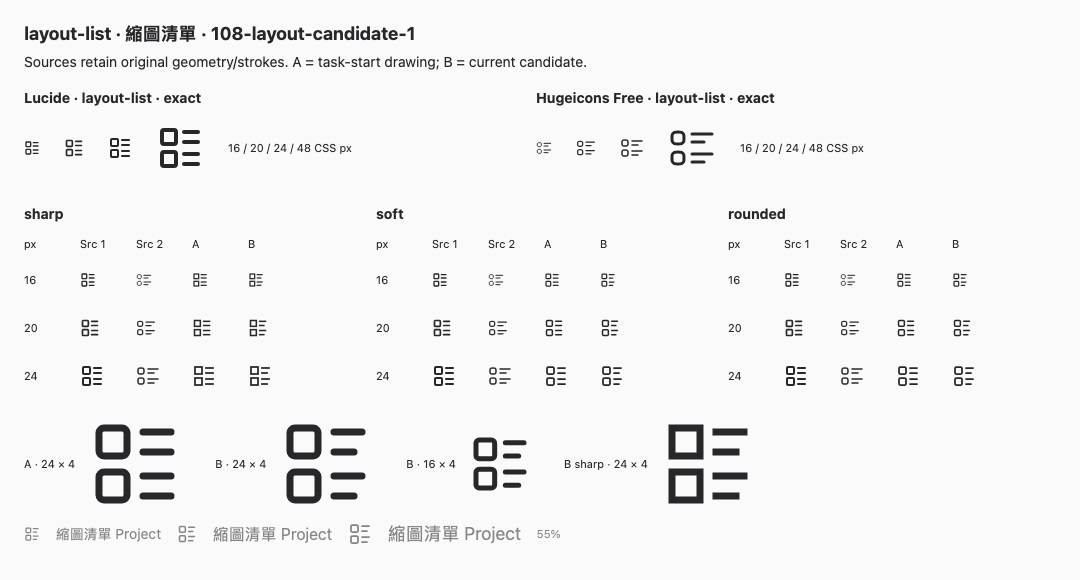 layout-list · 縮圖清單 · 108-layout-candidate-1
Sources retain original geometry/strokes. A = task-start drawing; B = current candidate.
Lucide · layout-list · exact
16 / 20 / 24 / 48 CSS px
Hugeicons Free · layout-list · exact
16 / 20 / 24 / 48 CSS px
sharp
px Src 1 Src 2 A B
16
20
24
soft
px Src 1 Src 2 A B
16
20
24
rounded
px Src 1 Src 2 A B
16
20
24
A · 24 × 4
B · 24 × 4
B · 16 × 4
B sharp · 24 × 4
縮圖清單 Project 縮圖清單 Project 縮圖清單 Project 55%